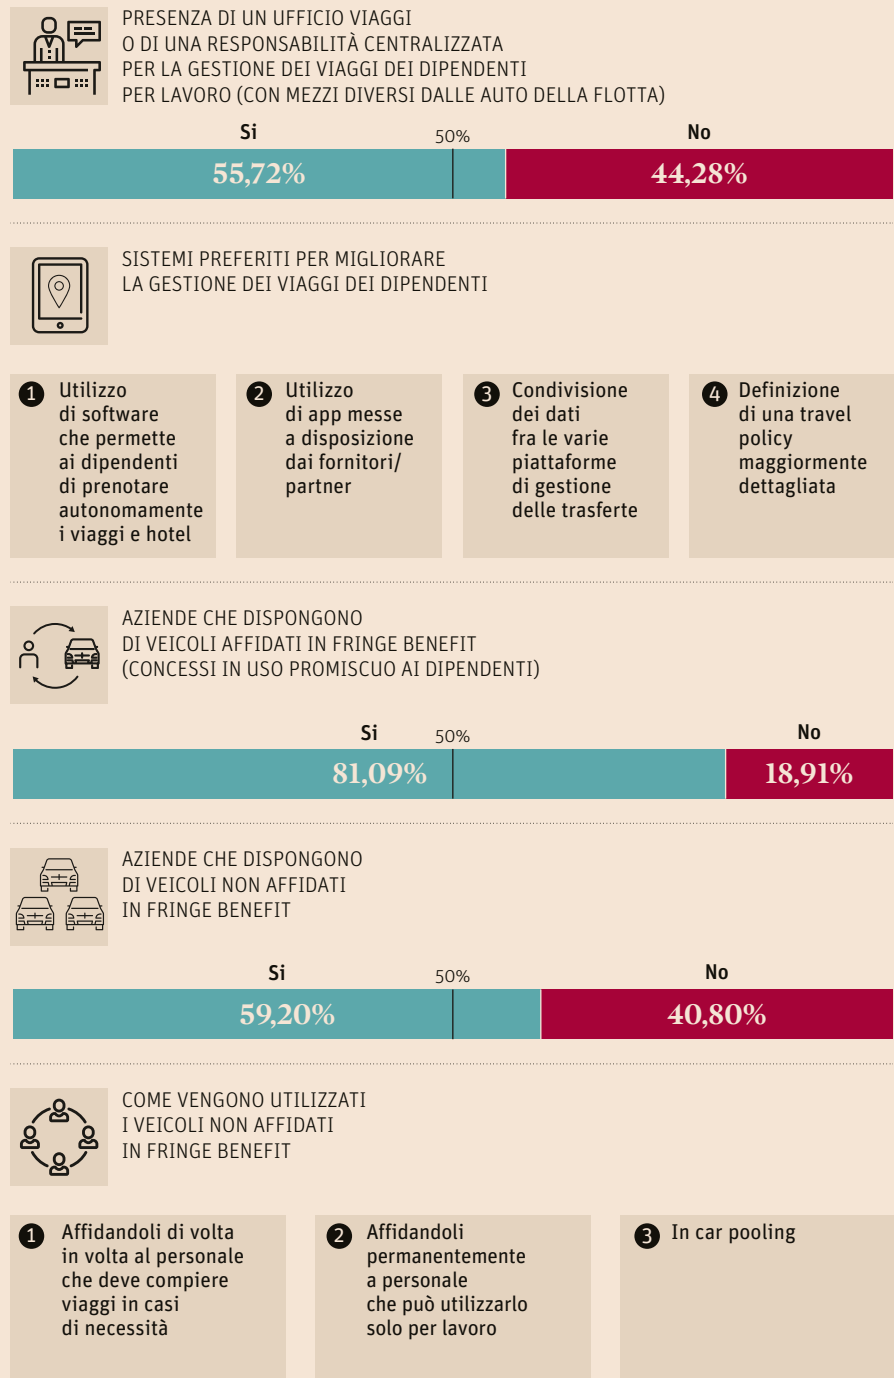 PRESENZA DI UN UFFICIO VIAGGI
O DI UNA RESPONSABILITÀ CENTRALIZZATA
PER LA GESTIONE DEI VIAGGI DEI DIPENDENTI
PER LAVORO (CON MEZZI DIVERSI DALLE AUTO DELLA FLOTTA)
Si 50% No
55,72% 44,28%
SISTEMI PREFERITI PER MIGLIORARE
LA GESTIONE DEI VIAGGI DEI DIPENDENTI
1 Utilizzo
di software
che permette
ai dipendenti
di prenotare
autonomamente
i viaggi e hotel
2 Utilizzo
di app messe
a disposizione
dai fornitori/
partner
3 Condivisione
dei dati
fra le varie
piattaforme
di gestione
delle trasferte
4 Definizione
di una travel
policy
maggiormente
dettagliata
AZIENDE CHE DISPONGONO
DI VEICOLI AFFIDATI IN FRINGE BENEFIT
(CONCESSI IN USO PROMISCUO AI DIPENDENTI)
Si 50% No
81,09% 18,91%
AZIENDE CHE DISPONGONO
DI VEICOLI NON AFFIDATI
IN FRINGE BENEFIT
Si 50% No
59,20% 40,80%
COME VENGONO UTILIZZATI
I VEICOLI NON AFFIDATI
IN FRINGE BENEFIT
1 Affidandoli di volta
in volta al personale
che deve compiere
viaggi in casi
di necessità
2 Affidandoli
permanentemente
a personale
che può utilizzarlo
solo per lavoro
3 In car pooling